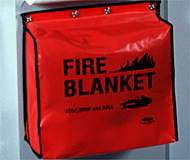 FIRE
BLANKET
STOP, DROP and ROLL